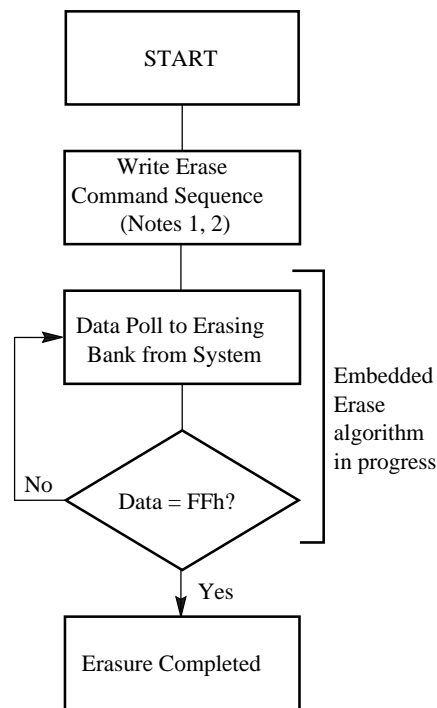 START
Write Erase
Command Sequence
(Notes 1, 2)
Data Poll to Erasing
Bank from System
Embedded
Erase
algorithm
in progress
No
Data = FFh?
Yes
Erasure Completed